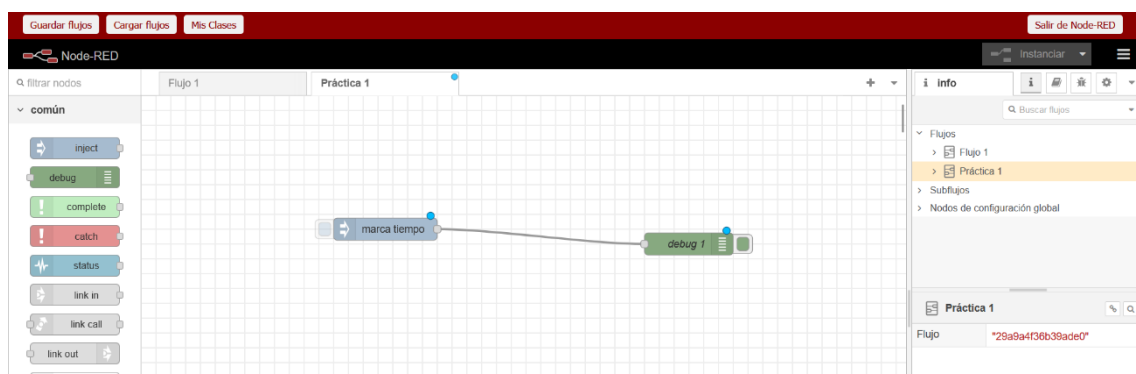 Guardar flujos Cargar flujos Mis Clases Salir de Node-RED
Node-RED Instanciar
filtrar nodos Flujo 1 Práctica 1 + i info i
común
Buscar flujos
inject
debug
complete
catch
status
link in
link call
link out
marca tiempo
debug 1
Flujos
Flujo 1
Práctica 1
Subflujos
Nodos de configuración global
Práctica 1
Flujo "29a9a4f36b39ade0"